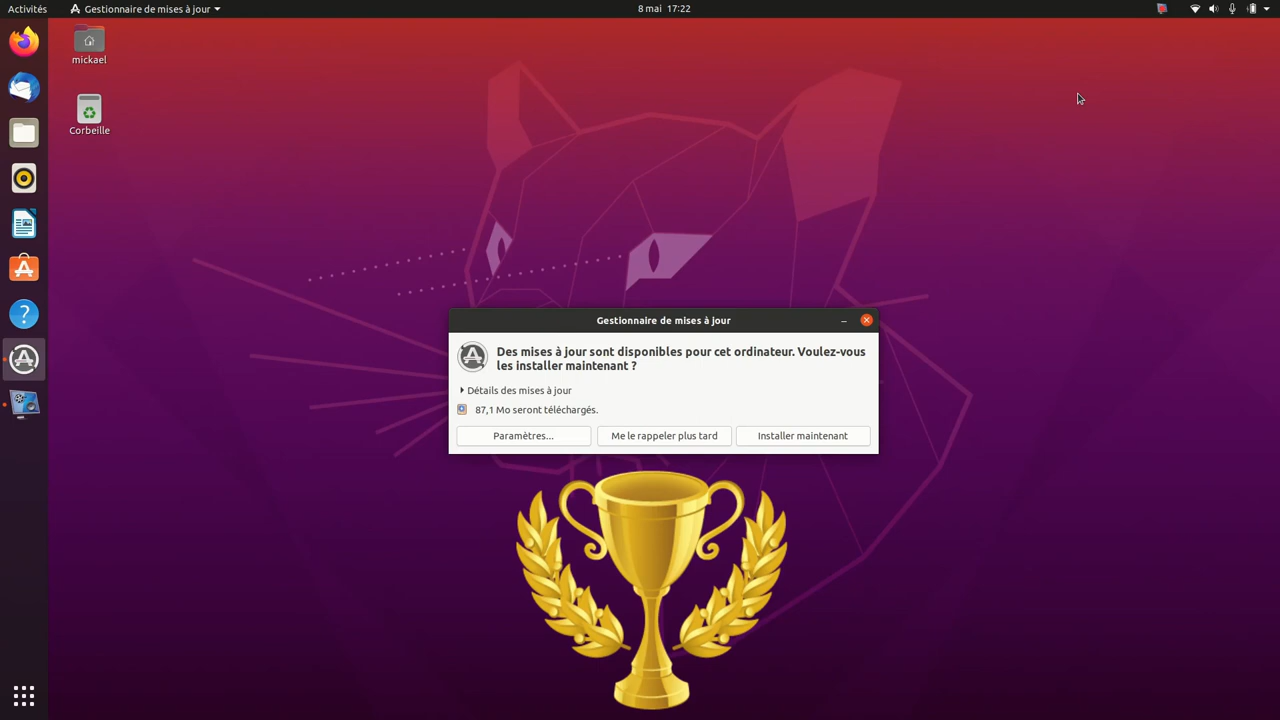 Activités
Gestionnaire de mises à jour
8 mai 17:22
mickael
Corbeille
Gestionnaire de mises à jour
Des mises à jour sont disponibles pour cet ordinateur. Voulez-vous
les installer maintenant ?
Détails des mises à jour
87,1 Mo seront téléchargés.
Paramètres...
Me le rappeler plus tard
Installer maintenant